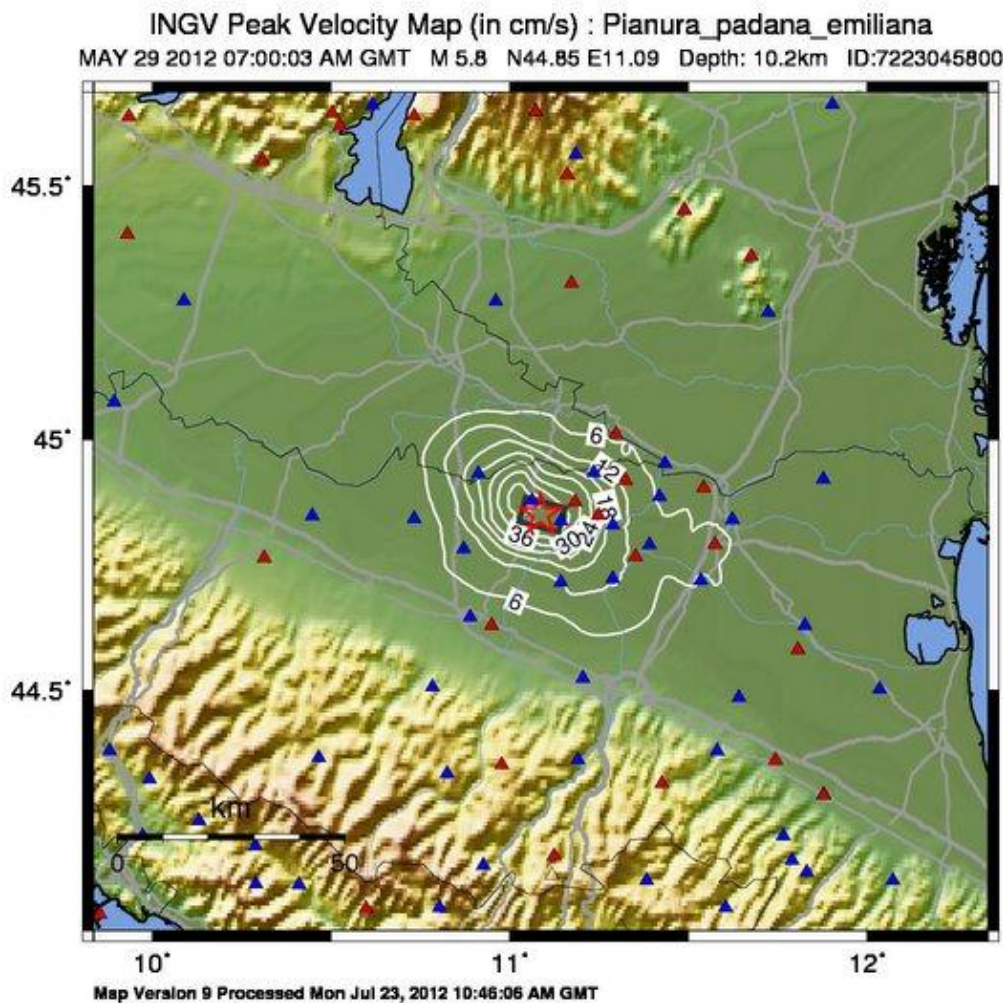 INGV Peak Velocity Map (in cm/s) : Pianura_padana_emiliana
MAY 29 2012 07:00:03 AM GMT M 5.8 N44.85 E11.09 Depth: 10.2km ID:7223045800
45.5°
45°
44.5°
6
12
18
24
30
36
6
km
0 50
10° 11° 12°
Map Version 9 Processed Mon Jul 23, 2012 10:46:06 AM GMT